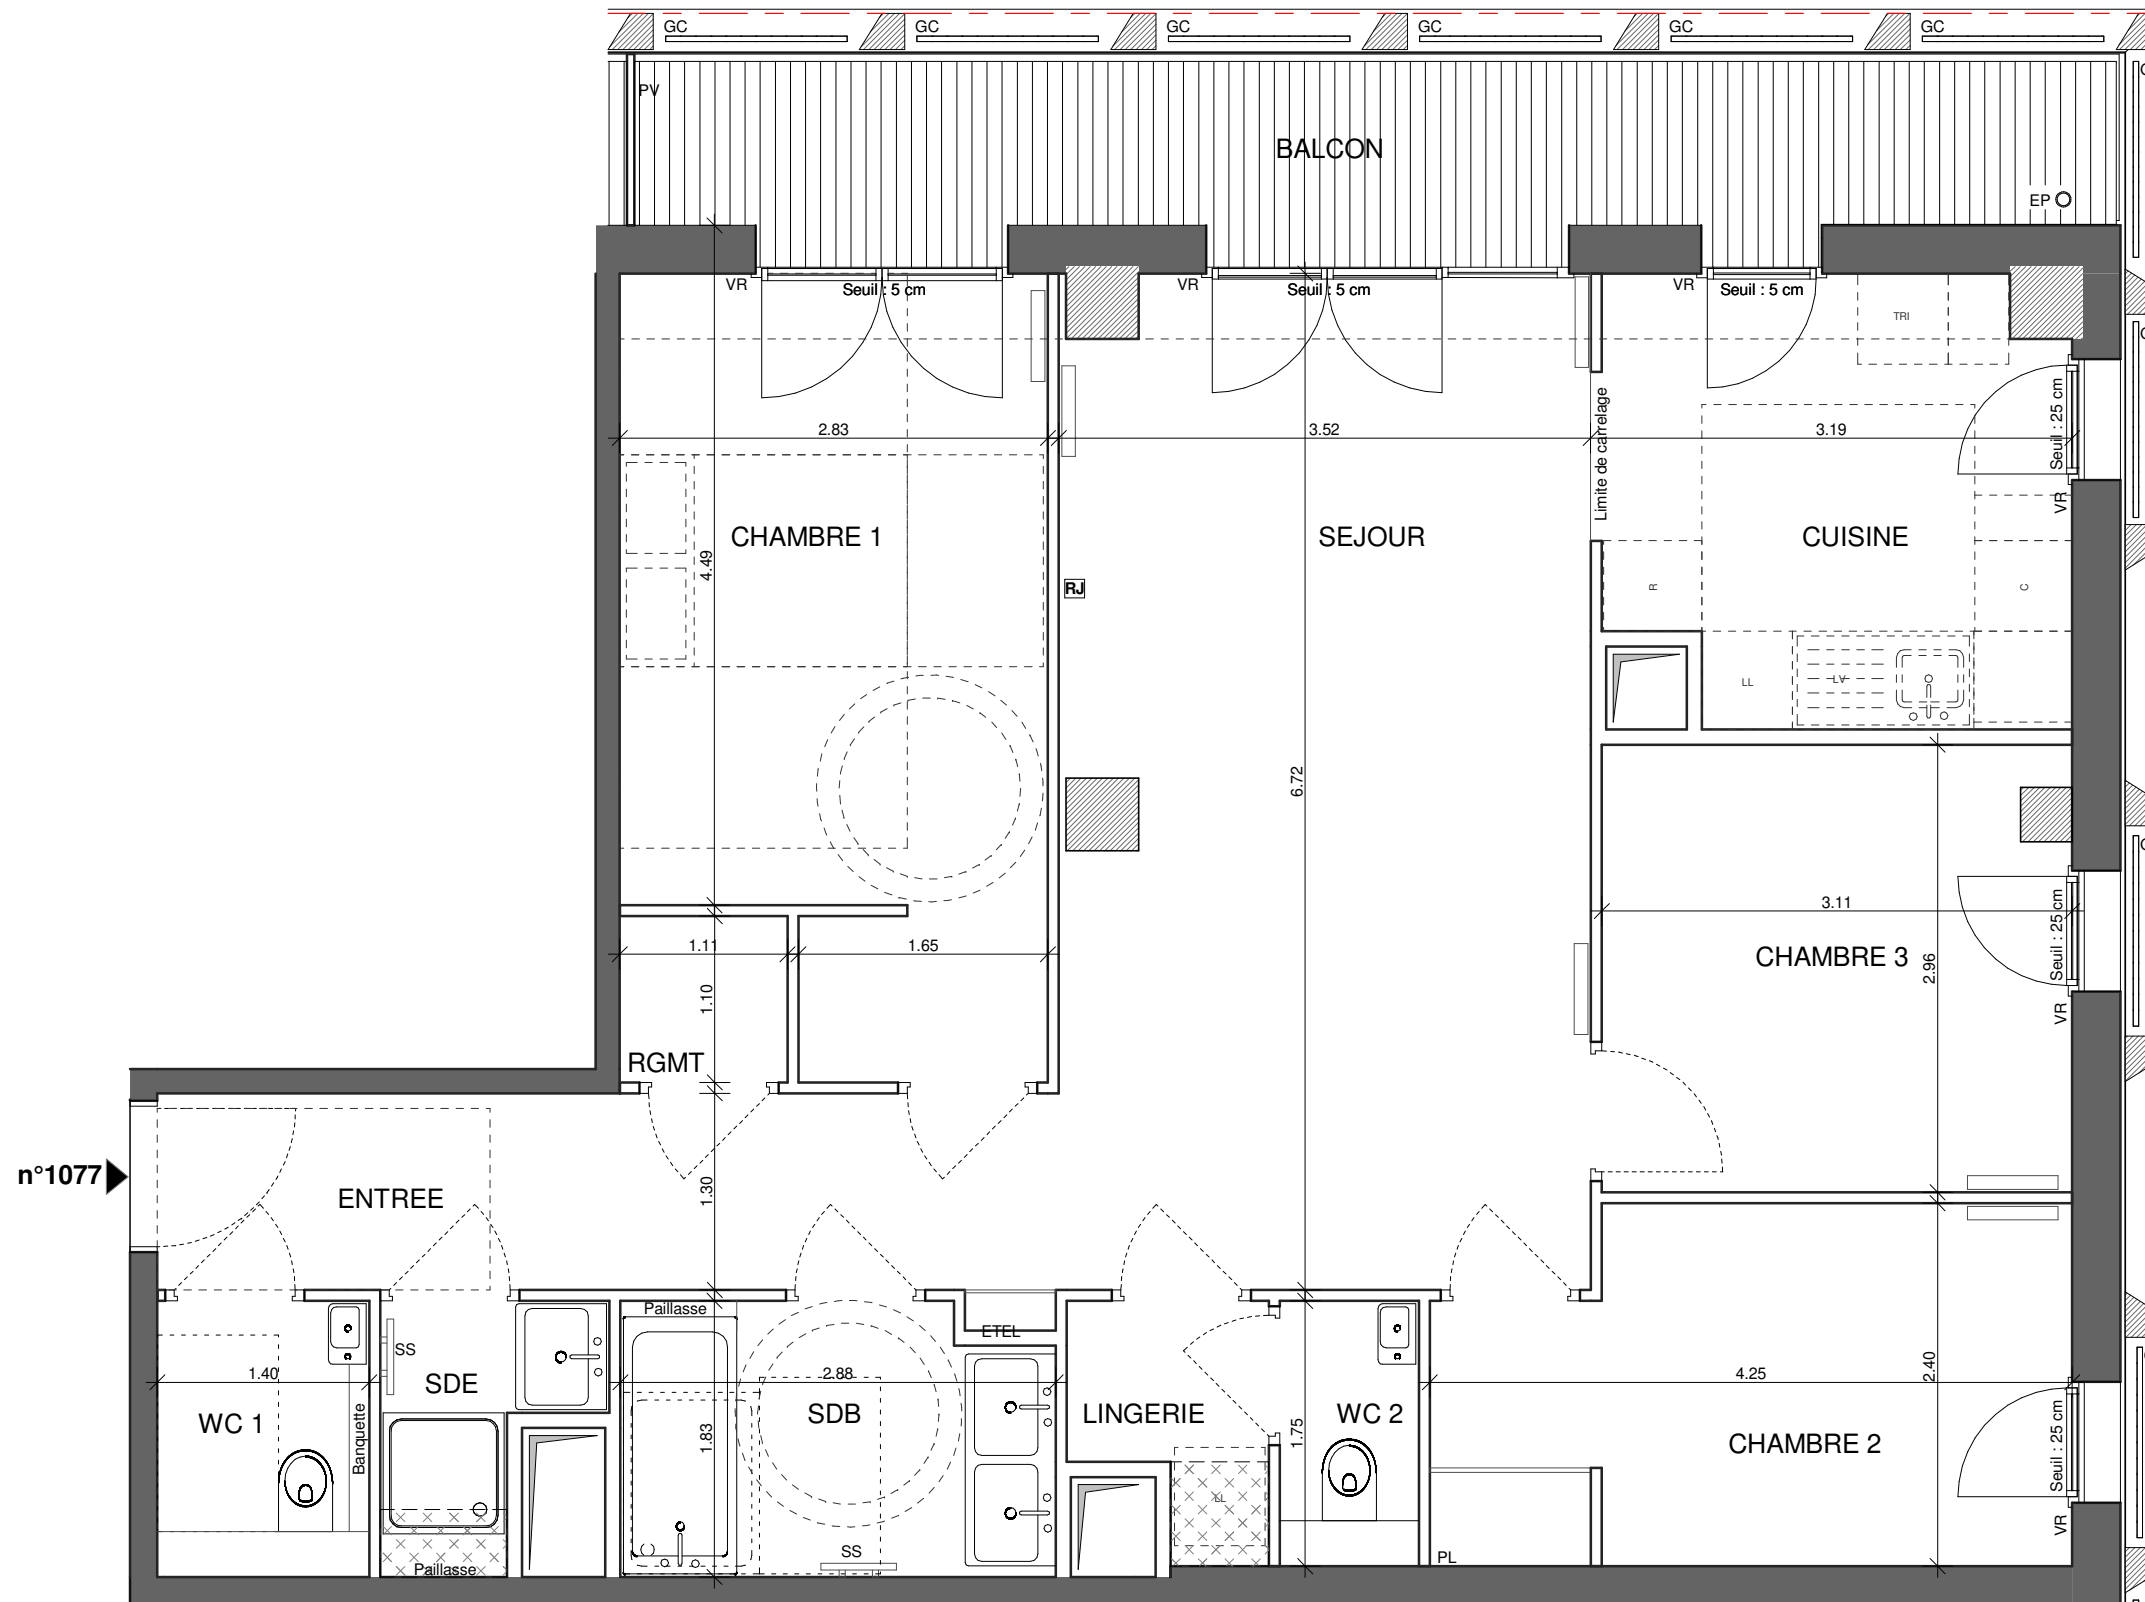 GC
GC
GC
GC
GC
GC
PV
BALCON
EP
VR
Seuil : 5 cm
VR
Seuil : 5 cm
VR
Seuil : 5 cm
TRI
Seuil : 25 cm
VR
Limite de carrelage
2.83
3.52
3.19
CHAMBRE 1
SEJOUR
CUISINE
4.49
RJ
R
C
LL
LV
6.72
3.11
1.11
1.65
CHAMBRE 3
2.96
Seuil : 25 cm
VR
1.10
RGMT
n°1077
ENTREE
1.30
Paillasse
ETEL
SS
1.40
SDE
2.88
4.25
2.40
WC 1
Banquette
SDB
1.83
LINGERIE
1.75
WC 2
CHAMBRE 2
Seuil : 25 cm
VR
LL
SS
PL
Paillasse